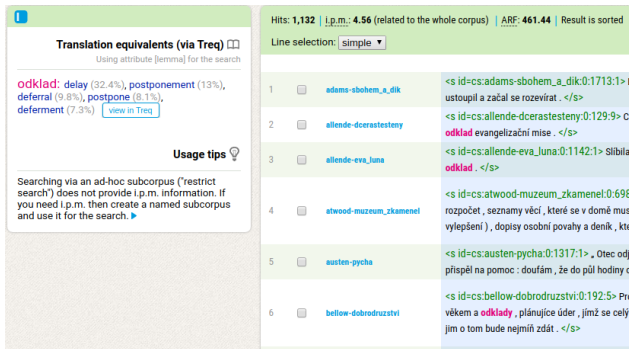 Translation equivalents (via Treq)
Using attribute [lemma] for the search
odklad: delay (32.4%), postponement (13%),
deferral (9.8%), postpone (8.1%),
deferment (7.3%) view in Treq
Usage tips
Searching via an ad-hoc subcorpus ("restrict
search") does not provide i.p.m. information. If
you need i.p.m. then create a named subcorpus
and use it for the search.
Hits: 1,132 | i.p.m.: 4.56 (related to the whole corpus) | ARF: 461.44 | Result is sorted
Line selection: simple
1 adams-sbohem_a_dik <s id=cs:adams-sbohem_a_dik:0:1713:1>
ustoupil a začal se rozevírat . </s>
2 allende-dcerastesteny <s id=cs:allende-dcerastesteny:0:129:9> C
odklad evangelizační mise . </s>
3 allende-eva_luna <s id=cs:allende-eva_luna:0:1142:1> Slíbila
odklad . </s>
4 atwood-muzeum_zkamenel <s id=cs:atwood-muzeum_zkamenel:0:698
rozpočet , seznamy věcí , které se v domě mus
vylepšení ) , dopisy osobní povahy a deník , kte
5 austen-pycha <s id=cs:austen-pycha:0:1317:1> „ Otec odj
přispěl na pomoc : doufám , že do půl hodiny
6 bellow-dobrodruzstvi <s id=cs:bellow-dobrodruzstvi:0:192:5> Pro
věkem a odklady , plánujíce úder , jímž se celý
jim o tom bude nejmíň zdát . </s>